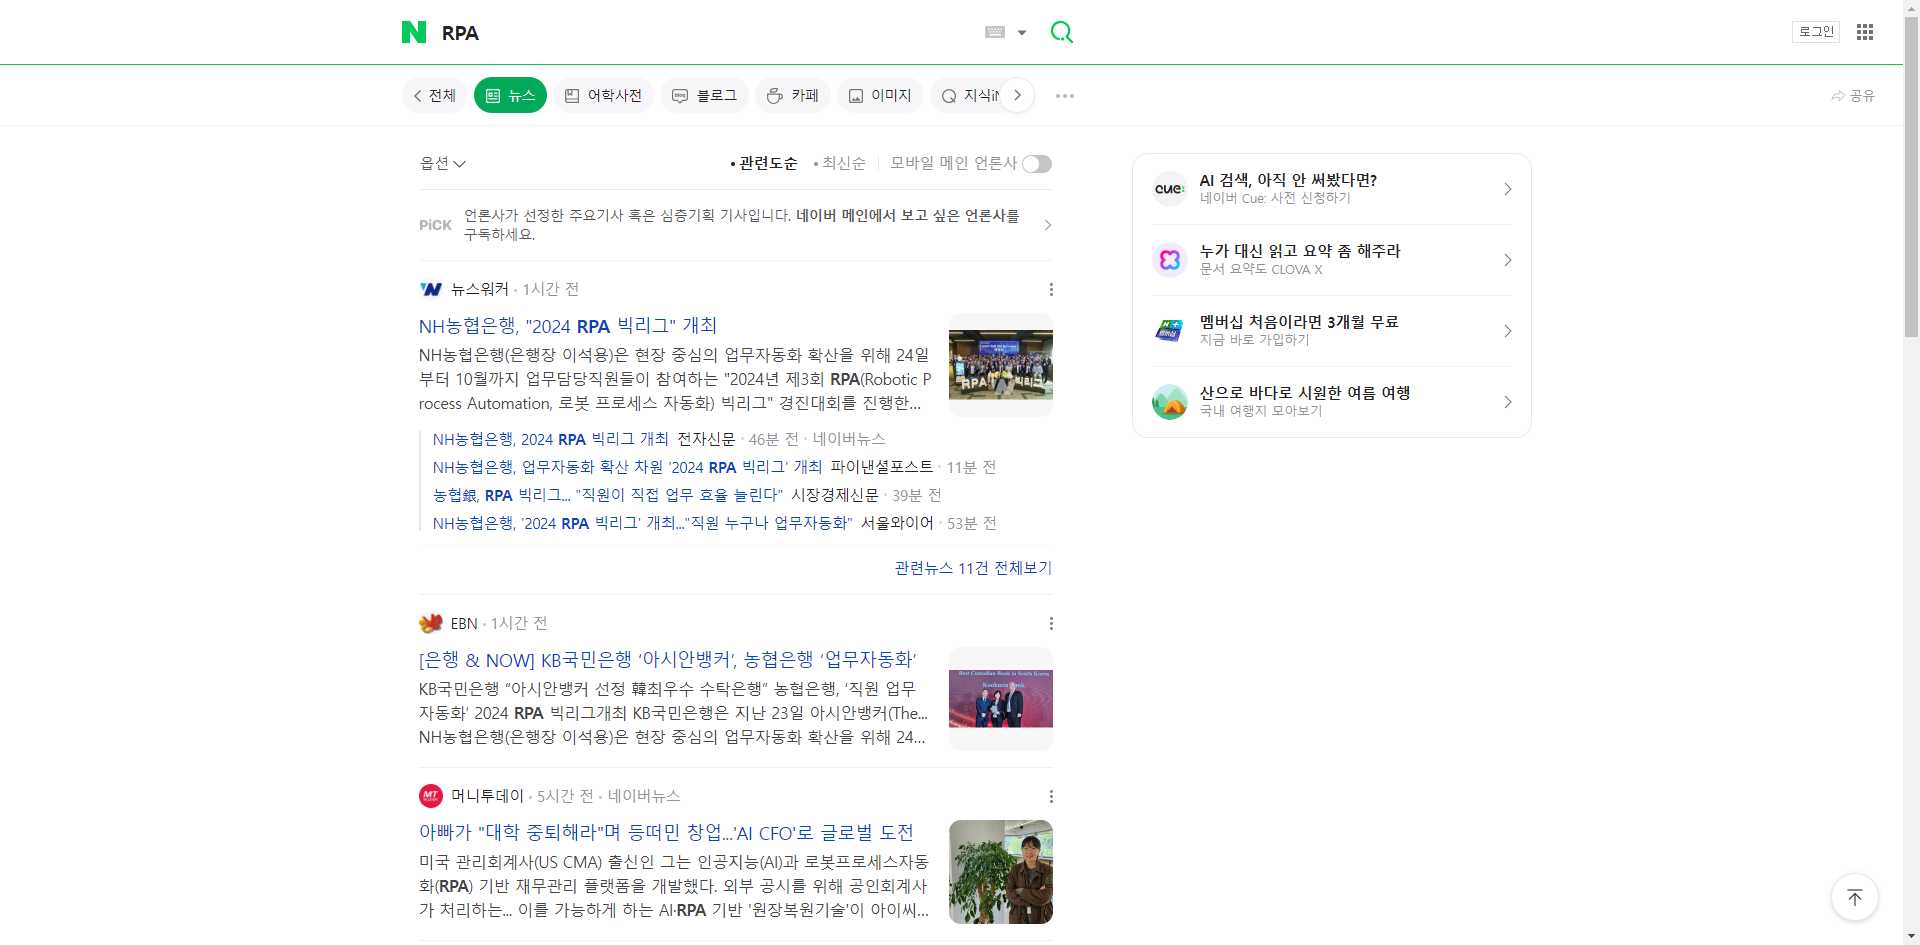 N RPA
로그인
전체 뉴스 어학사전 블로그 카페 이미지 지식iN
공유
옵션
관련도순 최신순 모바일 메인 언론사
PiCK 언론사가 선정한 주요기사 혹은 심층기획 기사입니다. 네이버 메인에서 보고 싶은 언론사를
구독하세요.
뉴스워커 · 1시간 전
NH농협은행, "2024 RPA 빅리그" 개최
NH농협은행(은행장 이석용)은 현장 중심의 업무자동화 확산을 위해 24일
부터 10월까지 업무담당직원들이 참여하는 "2024년 제3회 RPA(Robotic P
rocess Automation, 로봇 프로세스 자동화) 빅리그" 경진대회를 진행한...
NH농협은행, 2024 RPA 빅리그 개최 전자신문 · 46분 전 · 네이버뉴스
NH농협은행, 업무자동화 확산 차원 '2024 RPA 빅리그' 개최 파이낸셜포스트 · 11분 전
농협銀, RPA 빅리그... "직원이 직접 업무 효율 늘린다" 시장경제신문 · 39분 전
NH농협은행, '2024 RPA 빅리그' 개최..."직원 누구나 업무자동화" 서울와이어 · 53분 전
관련뉴스 11건 전체보기
EBN · 1시간 전
[은행 & NOW] KB국민은행 ‘아시안뱅커’, 농협은행 ‘업무자동화’
KB국민은행 “아시안뱅커 선정 韓최우수 수탁은행” 농협은행, ‘직원 업무
자동화’ 2024 RPA 빅리그개최 KB국민은행은 지난 23일 아시안뱅커(The...
NH농협은행(은행장 이석용)은 현장 중심의 업무자동화 확산을 위해 24...
Best Custodian Bank in South Korea
Kookmin Bank
MT 머니투데이 · 5시간 전 · 네이버뉴스
아빠가 "대학 중퇴해라"며 등떠민 창업...'AI CFO'로 글로벌 도전
미국 관리회계사(US CMA) 출신인 그는 인공지능(AI)과 로봇프로세스자동
화(RPA) 기반 재무관리 플랫폼을 개발했다. 외부 공시를 위해 공인회계사
가 처리하는... 이를 가능하게 하는 AI·RPA 기반 '원장복원기술'이 아이씨...
cue: AI 검색, 아직 안 써봤다면?
네이버 Cue: 사전 신청하기
누가 대신 읽고 요약 좀 해주라
문서 요약도 CLOVA X
멤버십 처음이라면 3개월 무료
지금 바로 가입하기
산으로 바다로 시원한 여름 여행
국내 여행지 모아보기